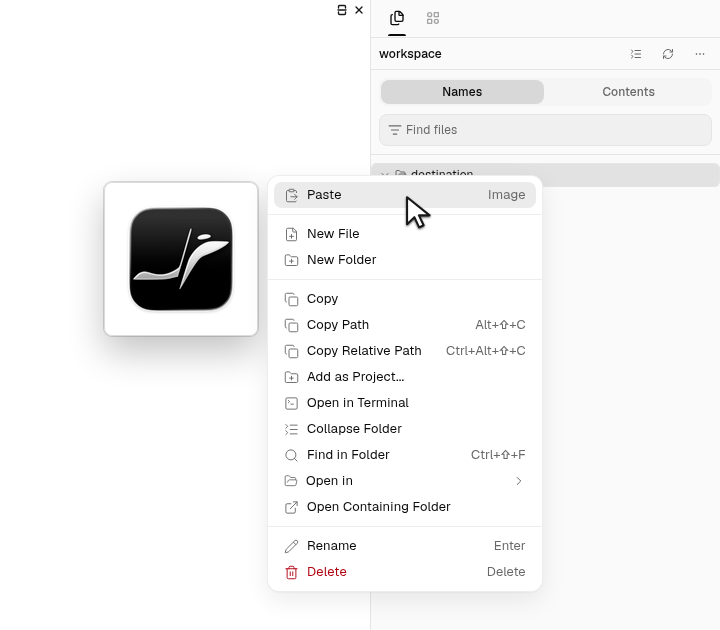 workspace
Names
Contents
Find files
destination
Paste Image
New File
New Folder
Copy
Copy Path Alt+⇧+C
Copy Relative Path Ctrl+Alt+⇧+C
Add as Project...
Open in Terminal
Collapse Folder
Find in Folder Ctrl+⇧+F
Open in
Open Containing Folder
Rename Enter
Delete Delete